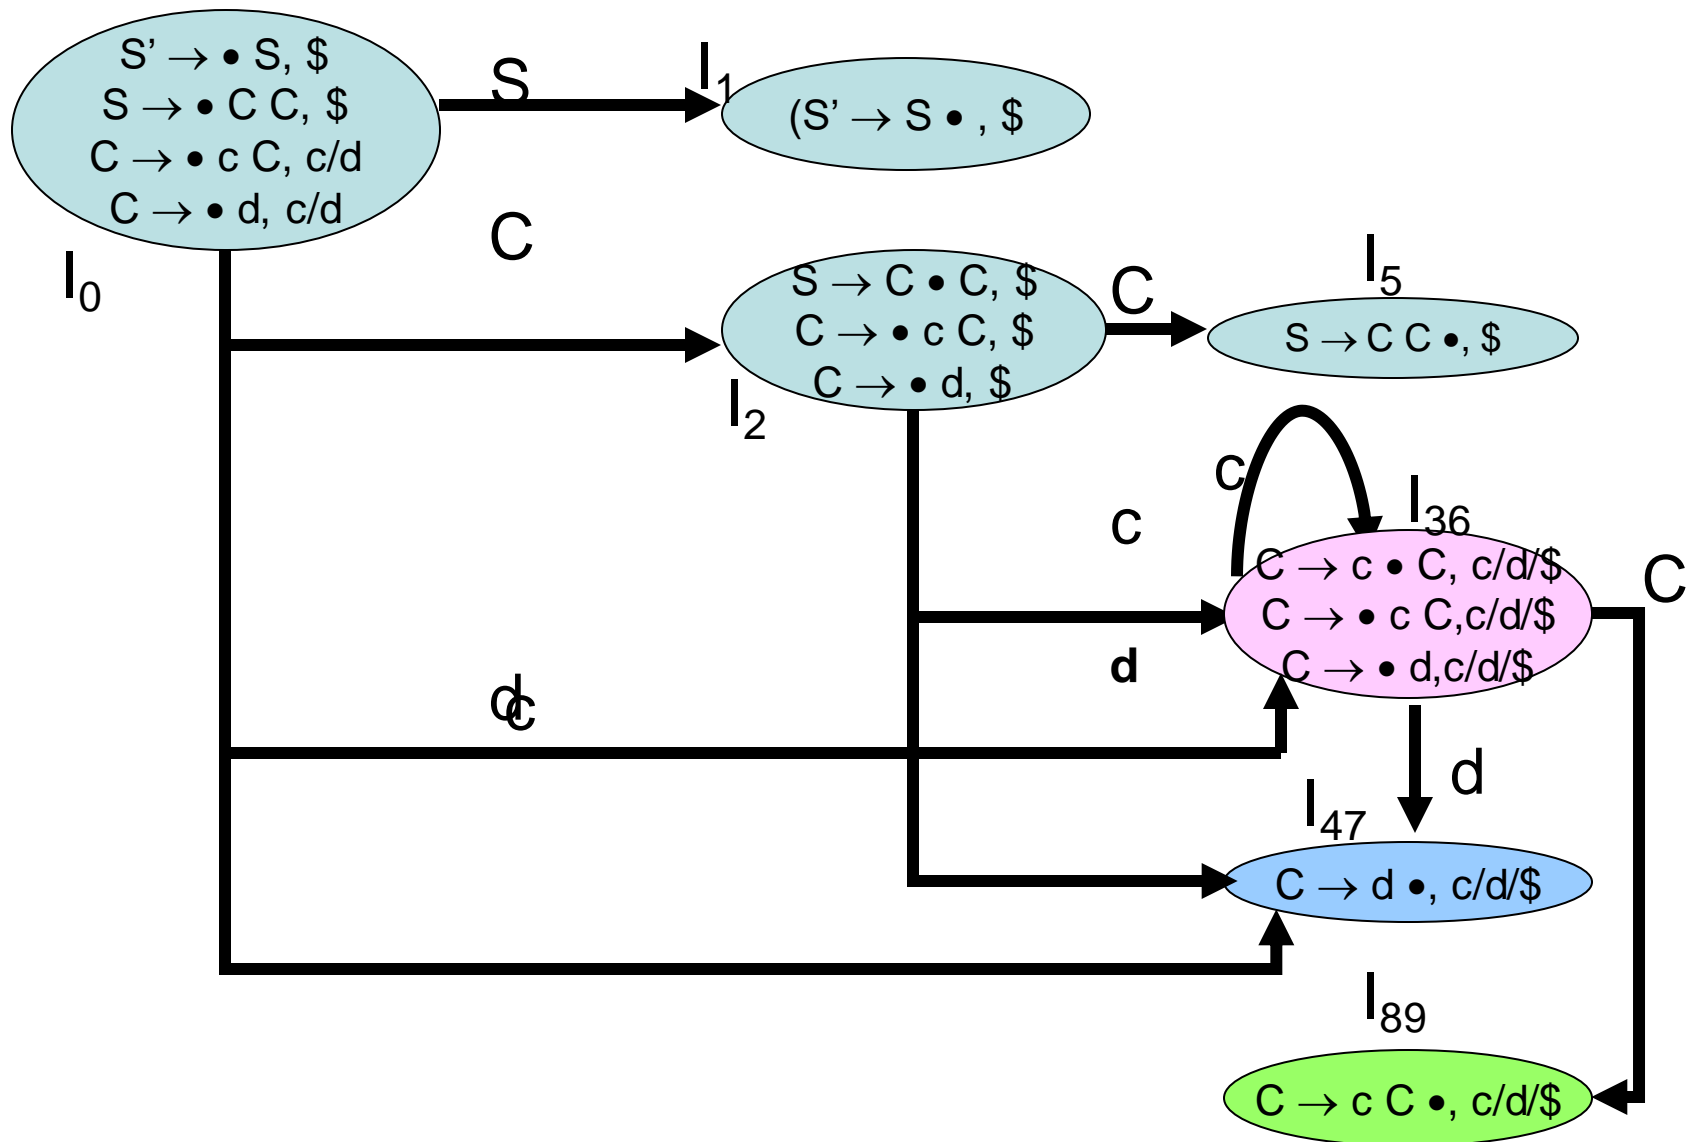 S’ → • S, $
S → • C C, $
C → • c C, c/d
C → • d, c/d
I0
S
I1
(S’ → S • , $
C
S → C • C, $
C → • c C, $
C → • d, $
I2
C
I5
S → C C •, $
c
c
I36
C → c • C, c/d/$
C → • c C,c/d/$
C → • d,c/d/$
C
d
d
c
d
I47
C → d •, c/d/$
I89
C → c C •, c/d/$